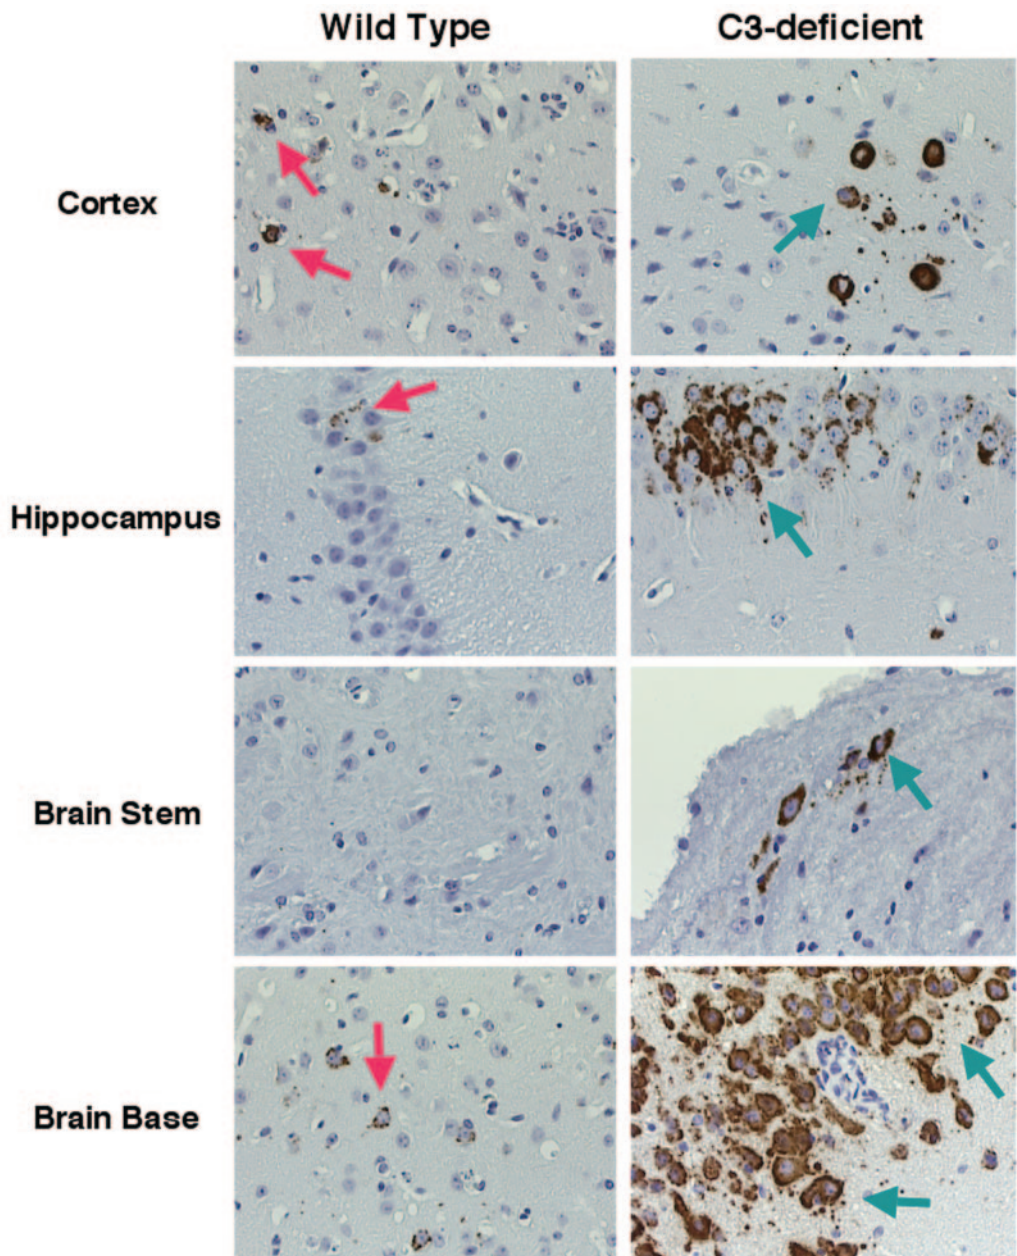 Wild Type
C3-deficient
Cortex
Hippocampus
Brain Stem
Brain Base